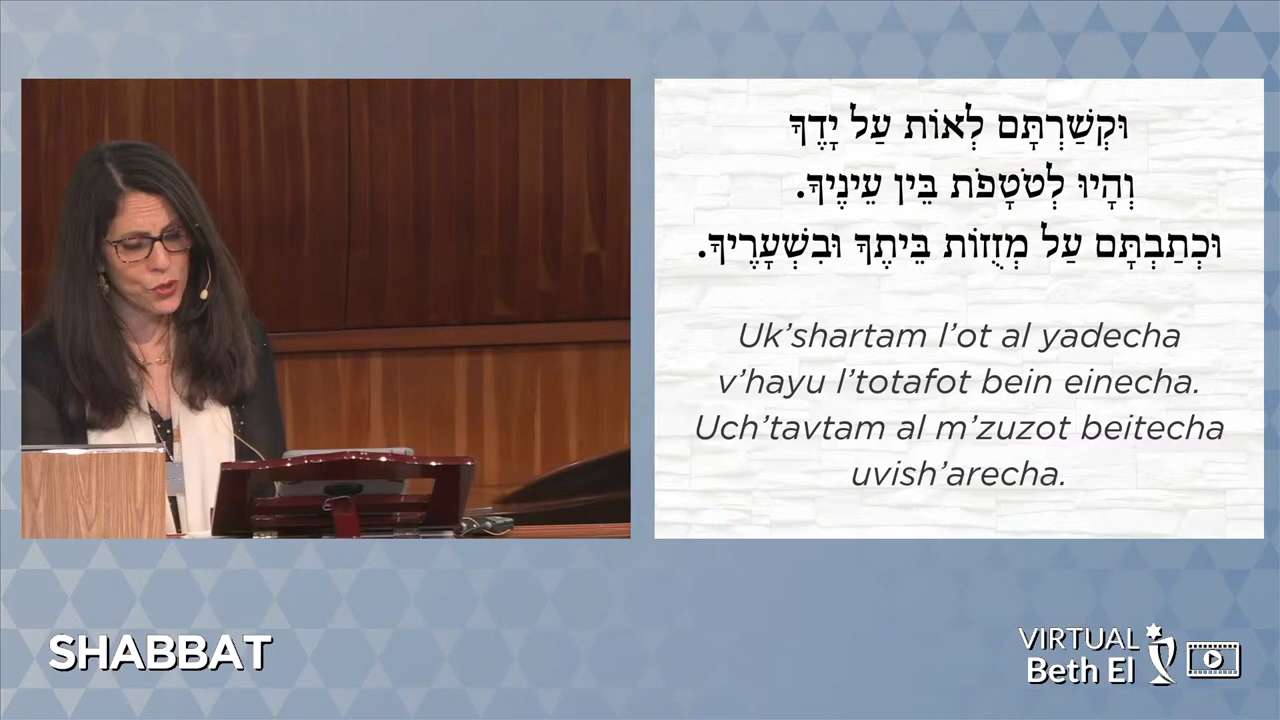 וּקְשַׁרְתָּם לְאוֹת עַל יָדֶךָ
וְהָיוּ לְטֹטָפֹת בֵּין עֵינֶיךָ.
וּכְתַבְתָּם עַל מְזֻזוֹת בֵּיתֶךָ וּבִשְׁעָרֶיךָ.
Uk’shartam l’ot al yadecha
v’hayu l’totafot bein einecha.
Uch’tavtam al m’zuzot beitecha
uvish’arecha.
SHABBAT
VIRTUAL
Beth El